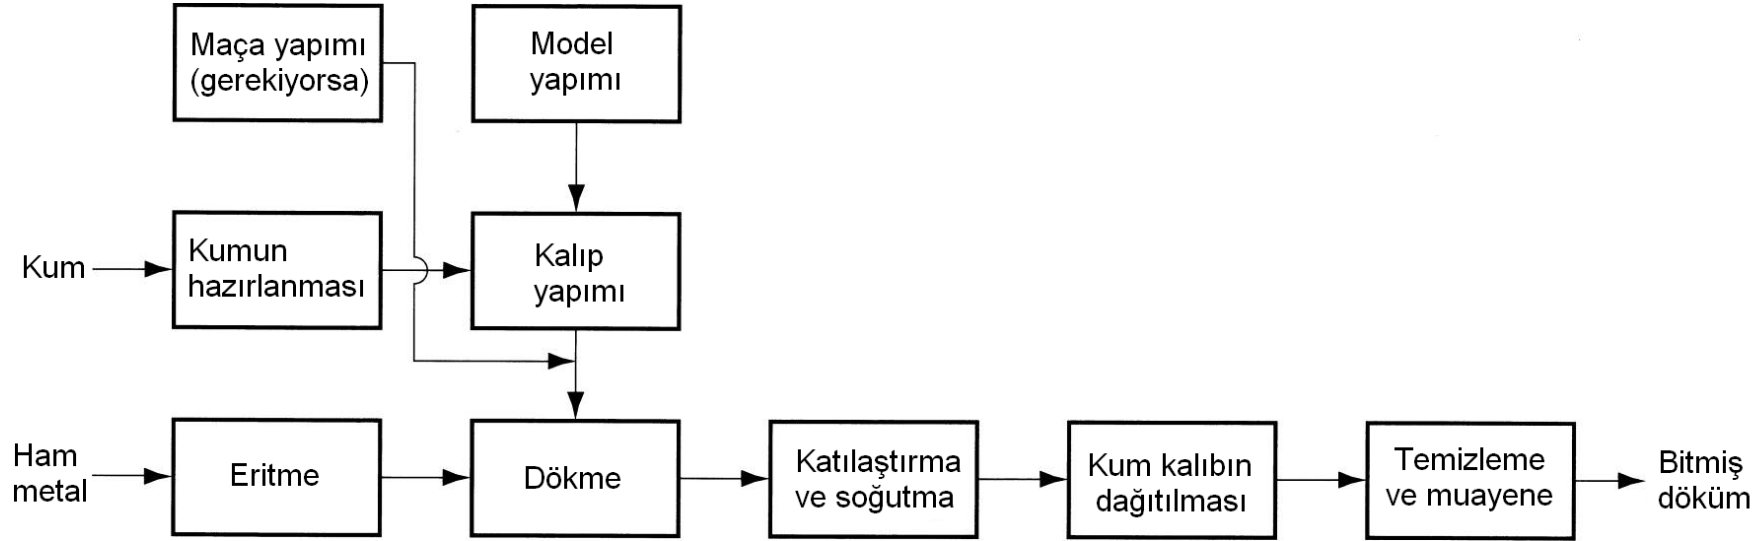 Maça yapımı
(gerekiyorsa)
Model
yapımı
Kum
Kumun
hazırlanması
Kalıp
yapımı
Ham
metal
Eritme
Dökme
Katılaştırma
ve soğutma
Kum kalıbın
dağıtılması
Temizleme
ve muayene
Bitmiş
döküm